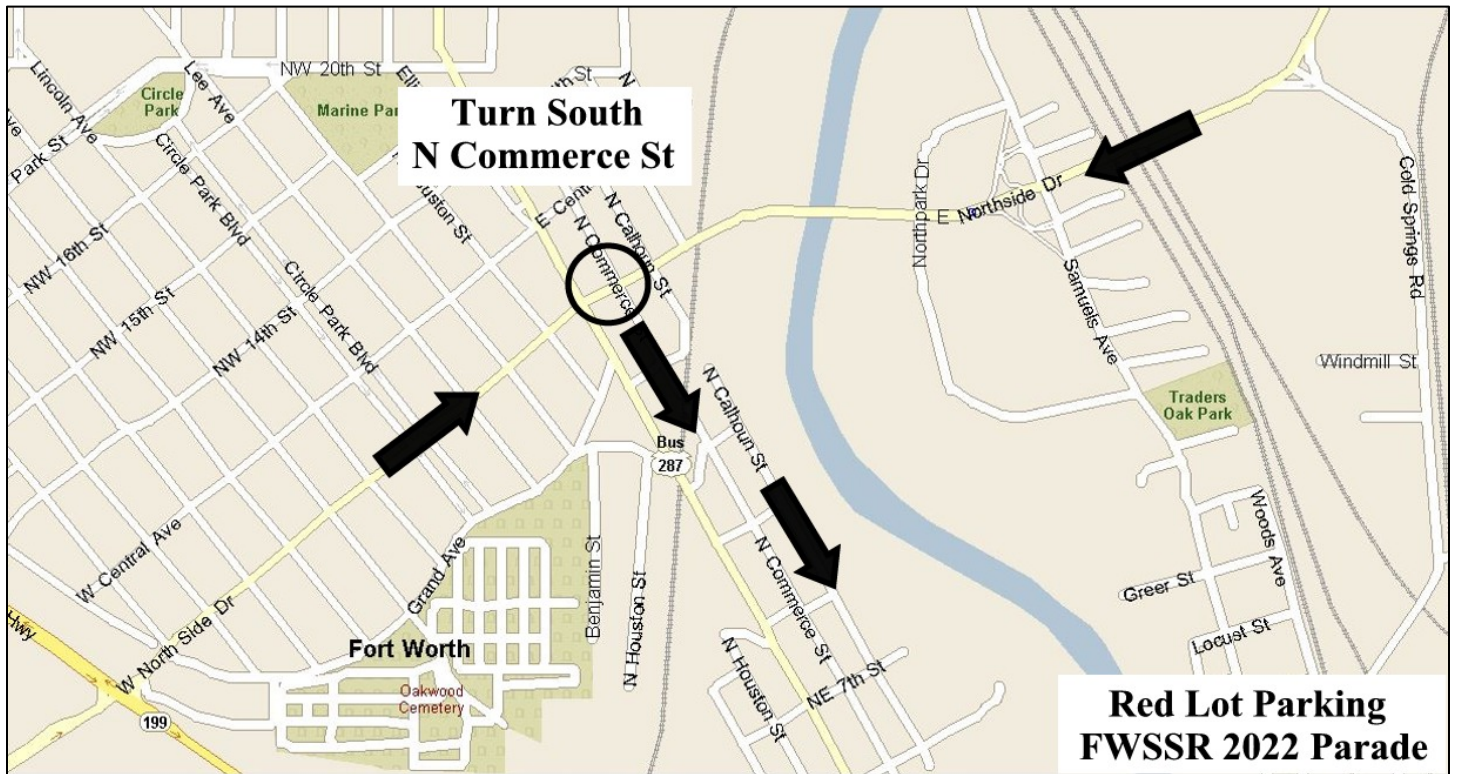 NW 20th St
Lincoln Ave
Lee Ave
Circle
Park
Marine
Park St
Turn South
N Commerce St
Circle Park Blvd
Houston St
E
N Calhoun St
N Commerce
NW 16th St
NW 15th St
NW 14th St
Circle Park Blvd
Northpark Dr
E Northside Dr
Cold Springs Rd
Samuels Ave
Windmill St
Traders
Oak Park
N Calhoun St
Bus
287
W Central Ave
Grand Ave
W North Side Dr
Hwy
199
Benjamin St
N Houston St
N Commerce St
Woods Ave
Greer St
Locust St
Fort Worth
Oakwood
Cemetery
N Houston St
NE 7th St
Red Lot Parking
FWSSR 2022 Parade